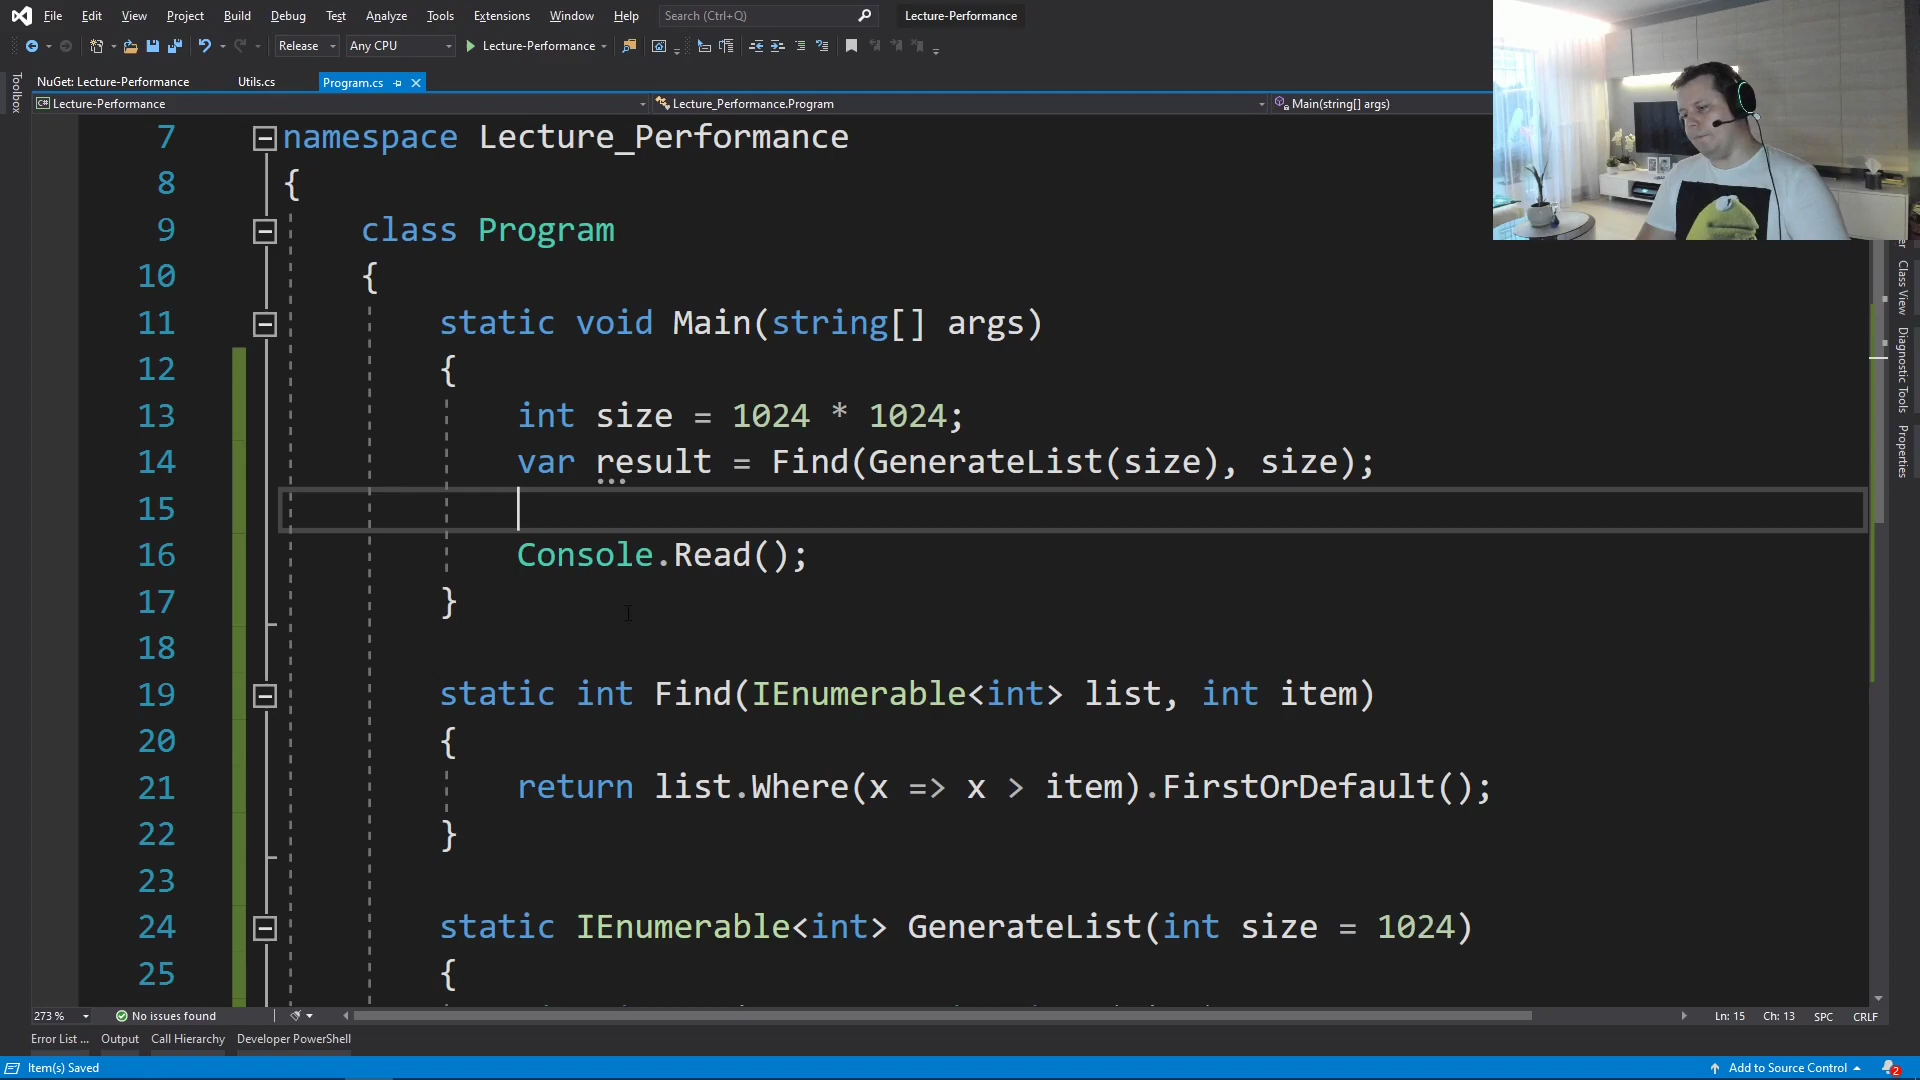 File Edit View Project Build Debug Test Analyze Tools Extensions Window Help Search (Ctrl+Q) Lecture-Performance
Release Any CPU Lecture-Performance
NuGet: Lecture-Performance Utils.cs Program.cs
Toolbox
Lecture-Performance Lecture_Performance.Program Main(string[] args)
7 namespace Lecture_Performance
8 {
9 class Program
10 {
11 static void Main(string[] args)
12 {
13 int size = 1024 * 1024;
14 var result = Find(GenerateList(size), size);
15
16 Console.Read();
17 }
18
19 static int Find(IEnumerable<int> list, int item)
20 {
21 return list.Where(x => x > item).FirstOrDefault();
22 }
23
24 static IEnumerable<int> GenerateList(int size = 1024)
25 {
Class View
Diagnostic Tools
Properties
273 % No issues found Ln: 15 Ch: 13 SPC CRLF
Error List ... Output Call Hierarchy Developer PowerShell
Item(s) Saved Add to Source Control 2